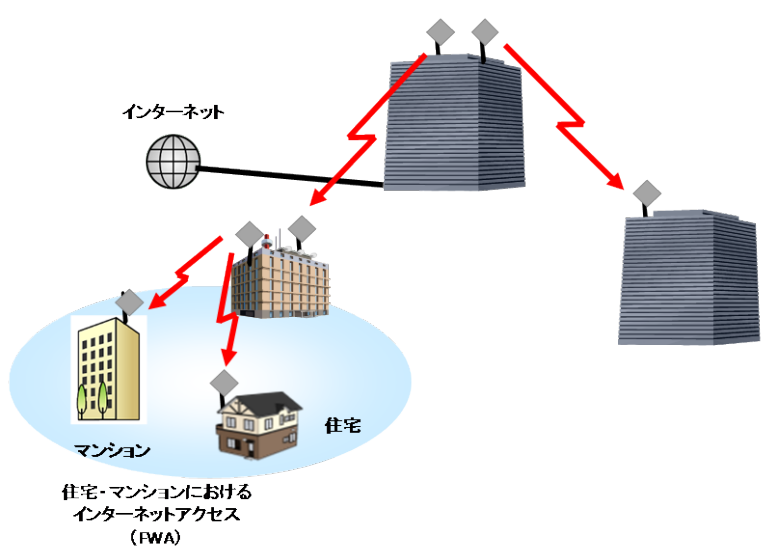 インターネット
住宅
マンション
住宅・マンションにおける
インターネットアクセス
（FWA）